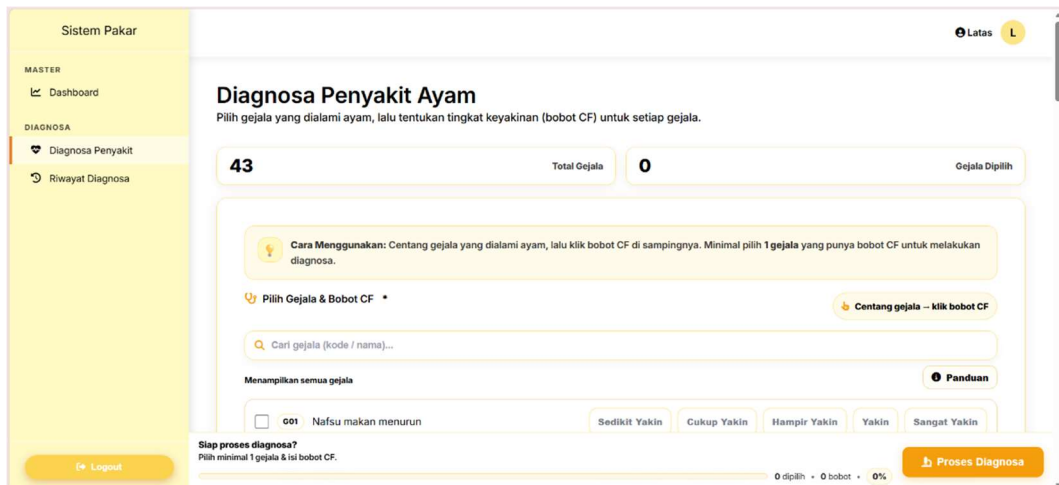 Sistem Pakar
Latas L
MASTER
Dashboard
DIAGNOSA
Diagnosa Penyakit
Riwayat Diagnosa
Logout
Diagnosa Penyakit Ayam
Pilih gejala yang dialami ayam, lalu tentukan tingkat keyakinan (bobot CF) untuk setiap gejala.
43 Total Gejala
0 Gejala Dipilih
Cara Menggunakan: Centang gejala yang dialami ayam, lalu klik bobot CF di sampingnya. Minimal pilih 1 gejala yang punya bobot CF untuk melakukan
diagnosa.
Pilih Gejala & Bobot CF *
Centang gejala → klik bobot CF
Cari gejala (kode / nama)...
Menampilkan semua gejala
Panduan
G01 Nafsu makan menurun Sedikit Yakin Cukup Yakin Hampir Yakin Yakin Sangat Yakin
Siap proses diagnosa?
Pilih minimal 1 gejala & isi bobot CF.
0 dipilih • 0 bobot • 0%
Proses Diagnosa